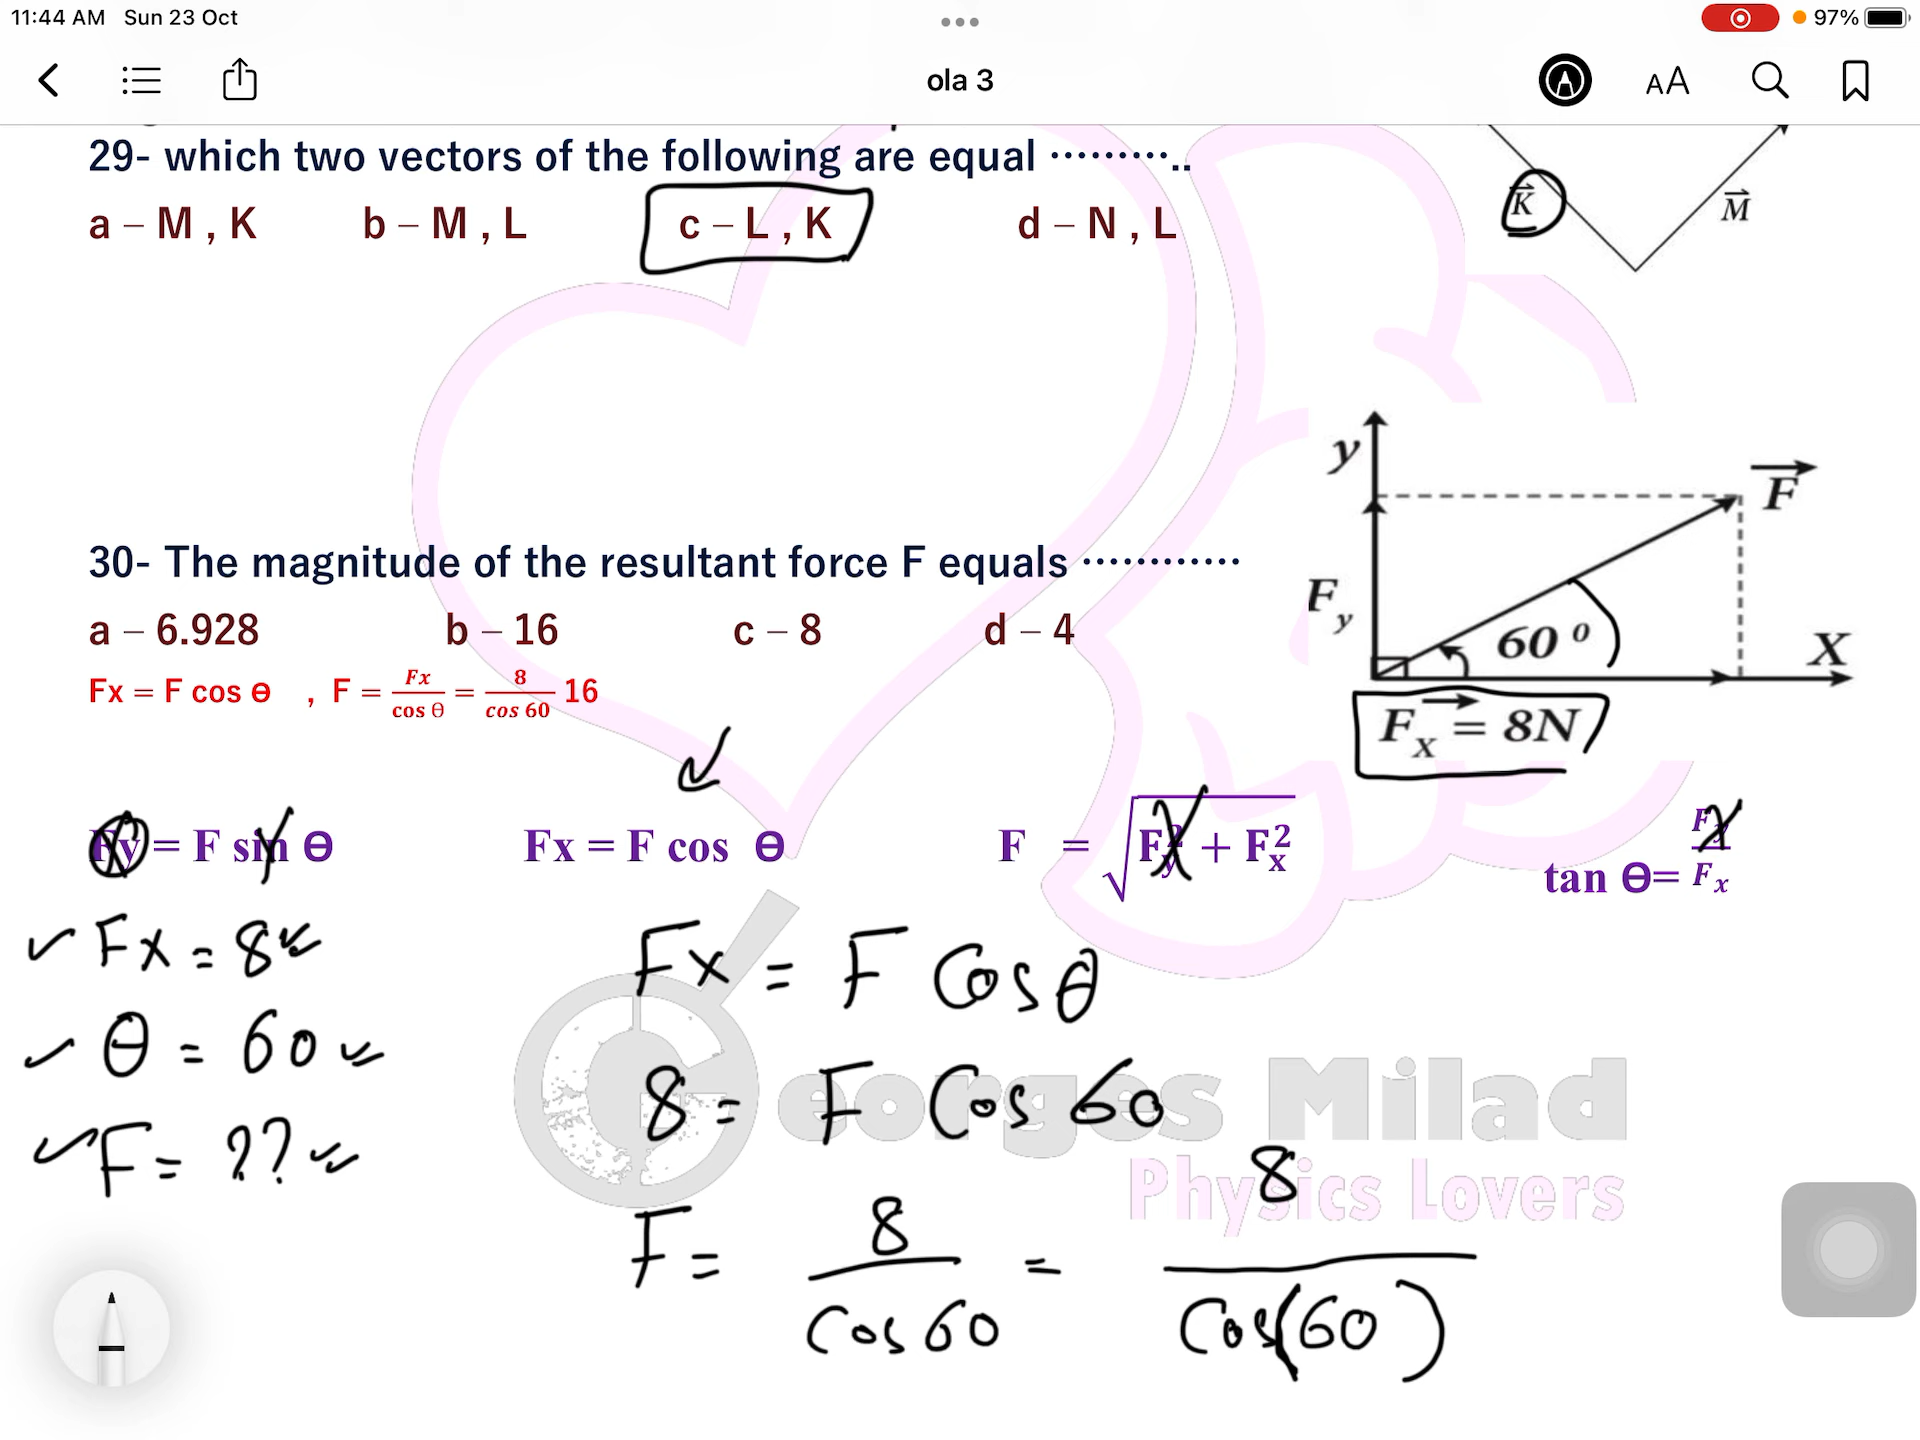 11:44 AM Sun 23 Oct
97%
ola 3
AA
29- which two vectors of the following are equal ...........
a – M , K b – M , L c – L , K d – N , L
K
M
y
F
30- The magnitude of the resultant force F equals ............
Fy
60 °
X
a – 6.928 b – 16 c – 8 d – 4
Fx = F cos Ɵ , F = Fx / cos θ = 8 / cos 60 16
Fx = 8N
Fy = F sin Ɵ Fx = F cos Ɵ F = √Fy² + Fx² tan Ɵ= Fy / Fx
Fx = 8
θ = 60
F = ??
Fx = F Cos θ
8 = F Cos 60
F = 8 / Cos 60 = 8 / Cos(60)
Georges Milad
Physics Lovers